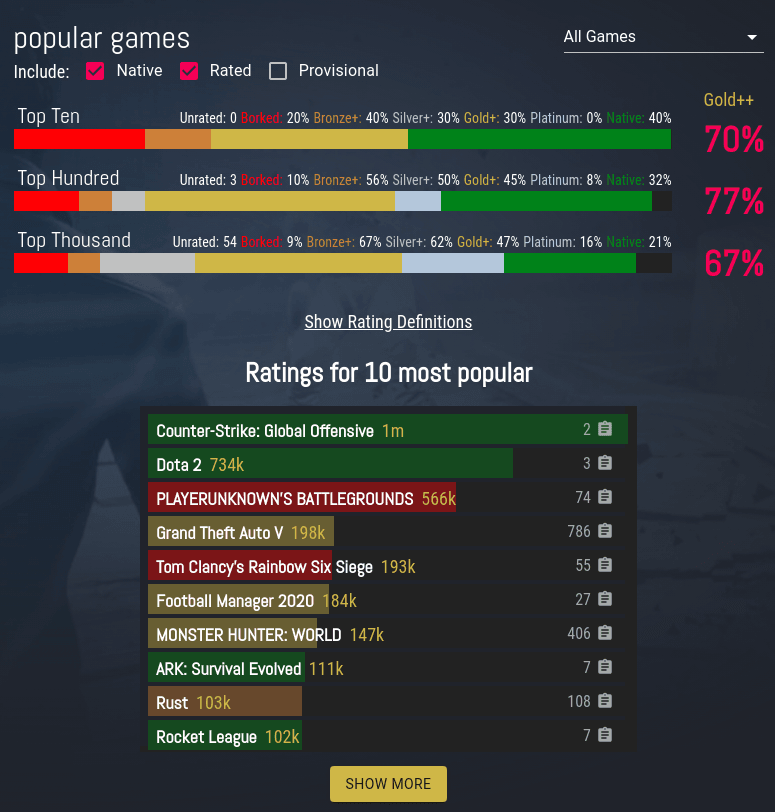 popular games
All Games
Include: Native Rated Provisional
Gold++
Top Ten Unrated: 0 Borked: 20% Bronze+: 40% Silver+: 30% Gold+: 30% Platinum: 0% Native: 40%
70%
Top Hundred Unrated: 3 Borked: 10% Bronze+: 56% Silver+: 50% Gold+: 45% Platinum: 8% Native: 32%
77%
Top Thousand Unrated: 54 Borked: 9% Bronze+: 67% Silver+: 62% Gold+: 47% Platinum: 16% Native: 21%
67%
Show Rating Definitions
Ratings for 10 most popular
Counter-Strike: Global Offensive 1m 2
Dota 2 734k 3
PLAYERUNKNOWN'S BATTLEGROUNDS 566k 74
Grand Theft Auto V 198k 786
Tom Clancy's Rainbow Six Siege 193k 55
Football Manager 2020 184k 27
MONSTER HUNTER: WORLD 147k 406
ARK: Survival Evolved 111k 7
Rust 103k 108
Rocket League 102k 7
SHOW MORE